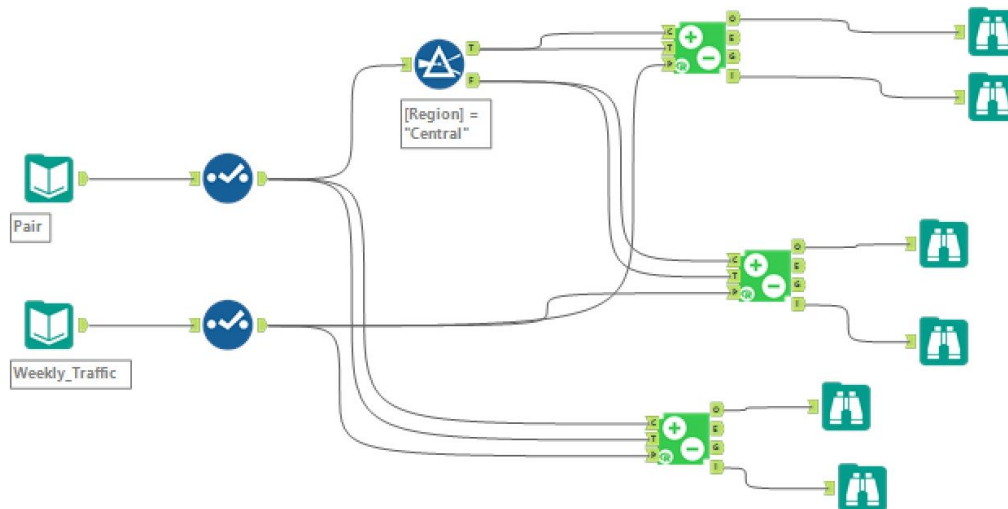 T
F
[Region] =
"Central"
C
T
P
O
E
G
I
Pair
C
T
P
O
E
G
I
Weekly_Traffic
C
T
P
O
E
G
I